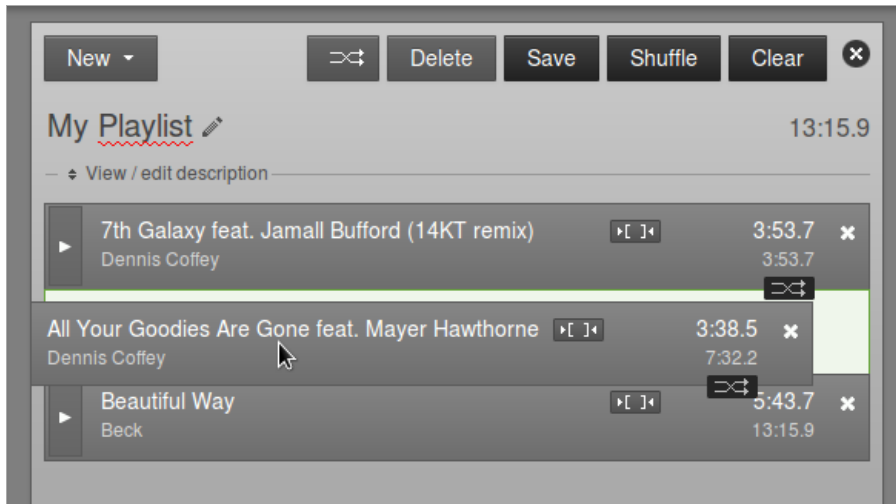 New Delete Save Shuffle Clear
My Playlist 13:15.9
View / edit description
7th Galaxy feat. Jamall Bufford (14KT remix) 3:53.7
Dennis Coffey 3:53.7
All Your Goodies Are Gone feat. Mayer Hawthorne 3:38.5
Dennis Coffey 7:32.2
Beautiful Way 5:43.7
Beck 13:15.9